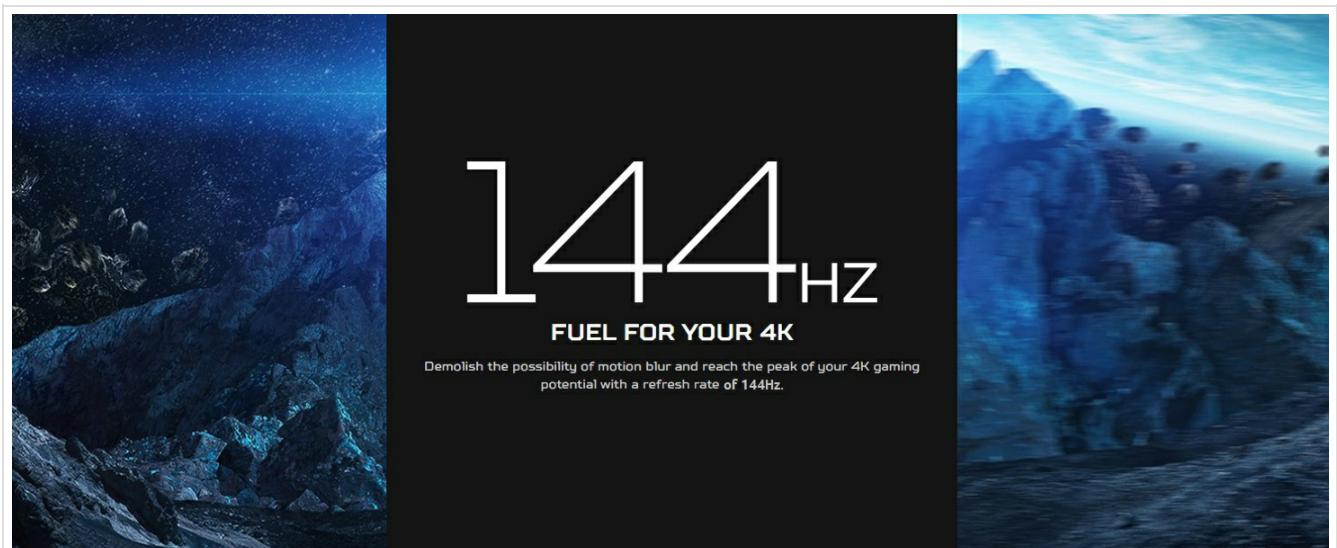 144HZ
FUEL FOR YOUR 4K
Demolish the possibility of motion blur and reach the peak of your 4K gaming
potential with a refresh rate of 144Hz.